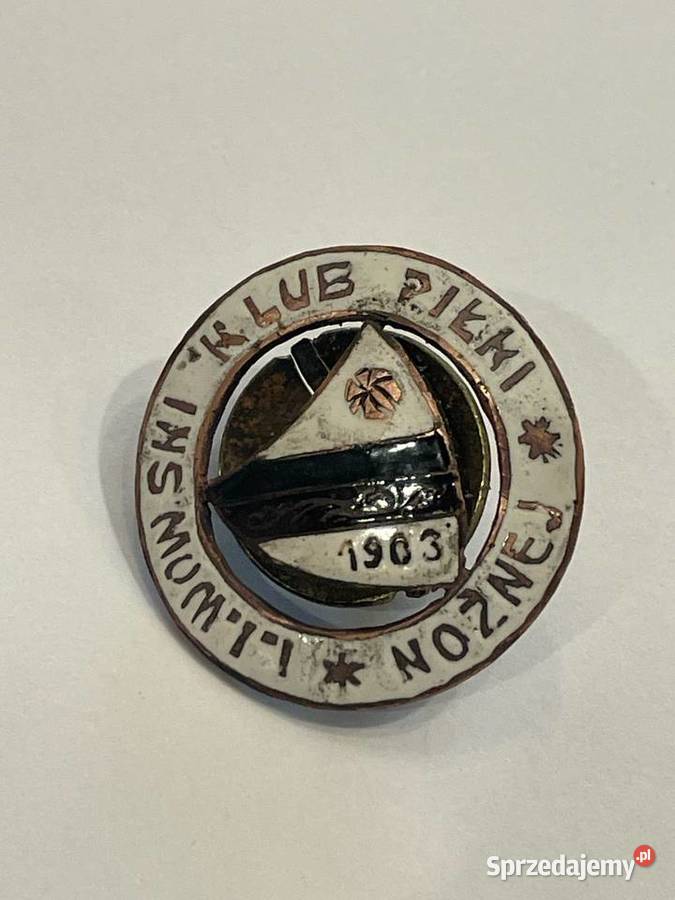 I. LWOWSKI KLUB PIŁKI * NOŻNEJ *
1903
Sprzedajemy.pl